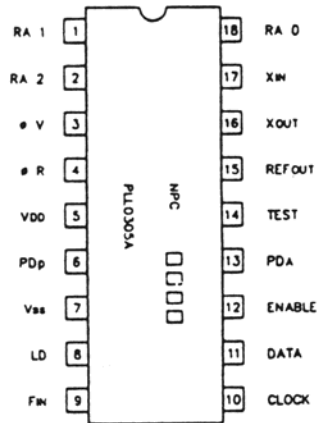 RA 1 1 18 RA 0
RA 2 2 17 XIN
ø V 3 16 XOUT
ø R 4 15 REFOUT
VDD 5 14 TEST
PDp 6 13 PDA
Vss 7 12 ENABLE
LD 8 11 DATA
FIN 9 10 CLOCK
NPC
PLL0305A